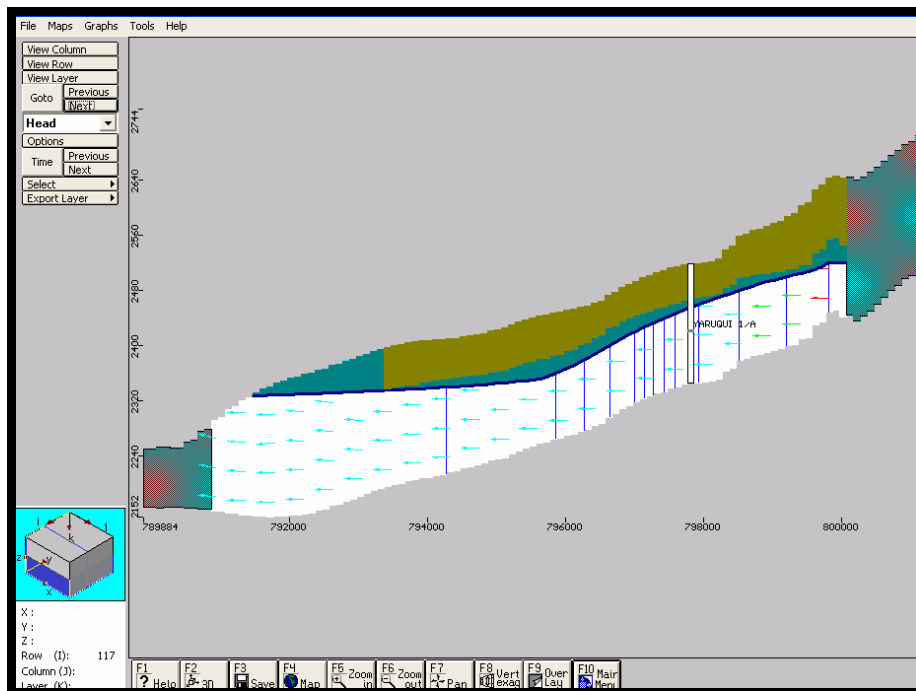 File Maps Graphs Tools Help
View Column
View Row
View Layer
Goto Previous
Next
Head
Options
Time Previous
Next
Select
Export Layer
2744
2640
2560
2480
2400
2320
2240
2152
YARUQUI 1/A
789884 792000 794000 796000 798000 800000
i j
k
z y
x
X :
Y :
Z :
Row (I): 117
Column (J):
Layer (K):
F1 ? Help
F2 3D
F3 Save
F4 Map
F5 Zoom in
F6 Zoom out
F7 Pan
F8 Vert exag
F9 Over Lay
F10 Main Menu